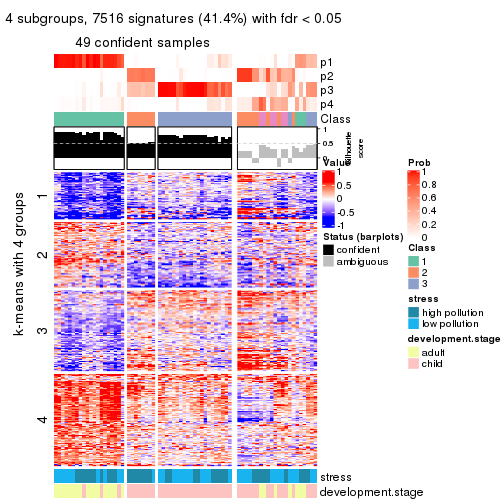 4 subgroups, 7516 signatures (41.4%) with fdr < 0.05
49 confident samples
p1
p2
p3
p4
Class
1
0.5
0
Silhouette
score
k-means with 4 groups
1
2
3
4
Value
1
0.5
0
-0.5
-1
Status (barplots)
confident
ambiguous
Prob
1
0.8
0.6
0.4
0.2
0
Class
1
2
3
stress
high pollution
low pollution
development.stage
adult
child
stress
development.stage